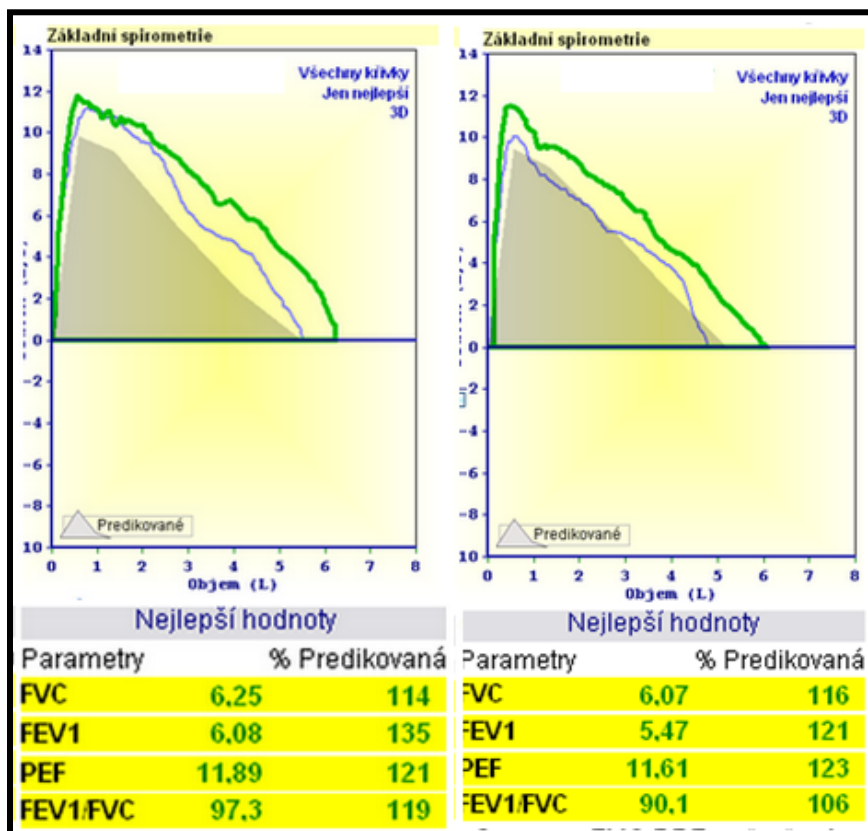 Základní spirometrie
Všechny křivky
Jen nejlepší
3D
14
12
10
8
6
4
2
0
-2
-4
-6
-8
10
Predikované
0 1 2 3 4 5 6 7 8
Objem (L)
Nejlepší hodnoty
Parametry % Predikovaná
FVC 6,25 114
FEV1 6,08 135
PEF 11,89 121
FEV1/FVC 97,3 119
Základní spirometrie
Všechny křivky
Jen nejlepší
3D
14
12
10
8
6
4
2
0
-2
-4
-6
-8
10
Predikované
0 1 2 3 4 5 6 7 8
Objem (L)
Nejlepší hodnoty
Parametry % Predikovaná
FVC 6,07 116
FEV1 5,47 121
PEF 11,61 123
FEV1/FVC 90,1 106